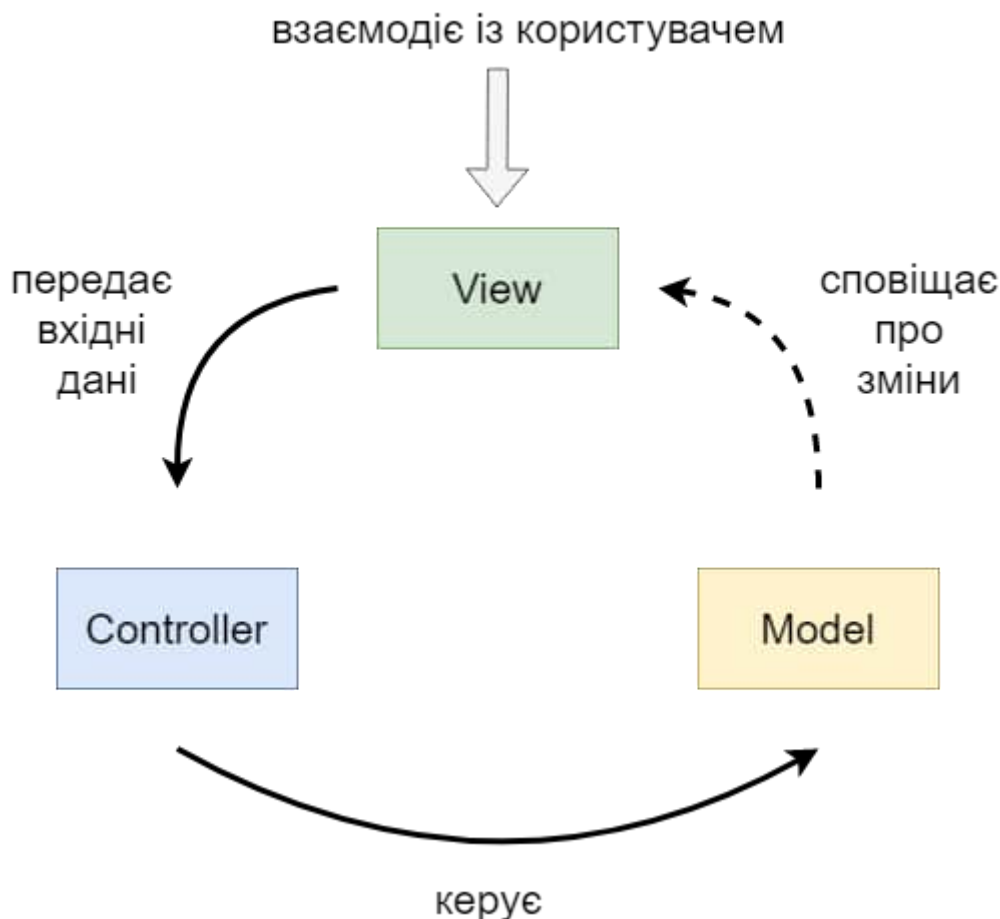 взаємодіє із користувачем
View
передає
вхідні
дані
сповіщає
про
зміни
Controller
Model
керує